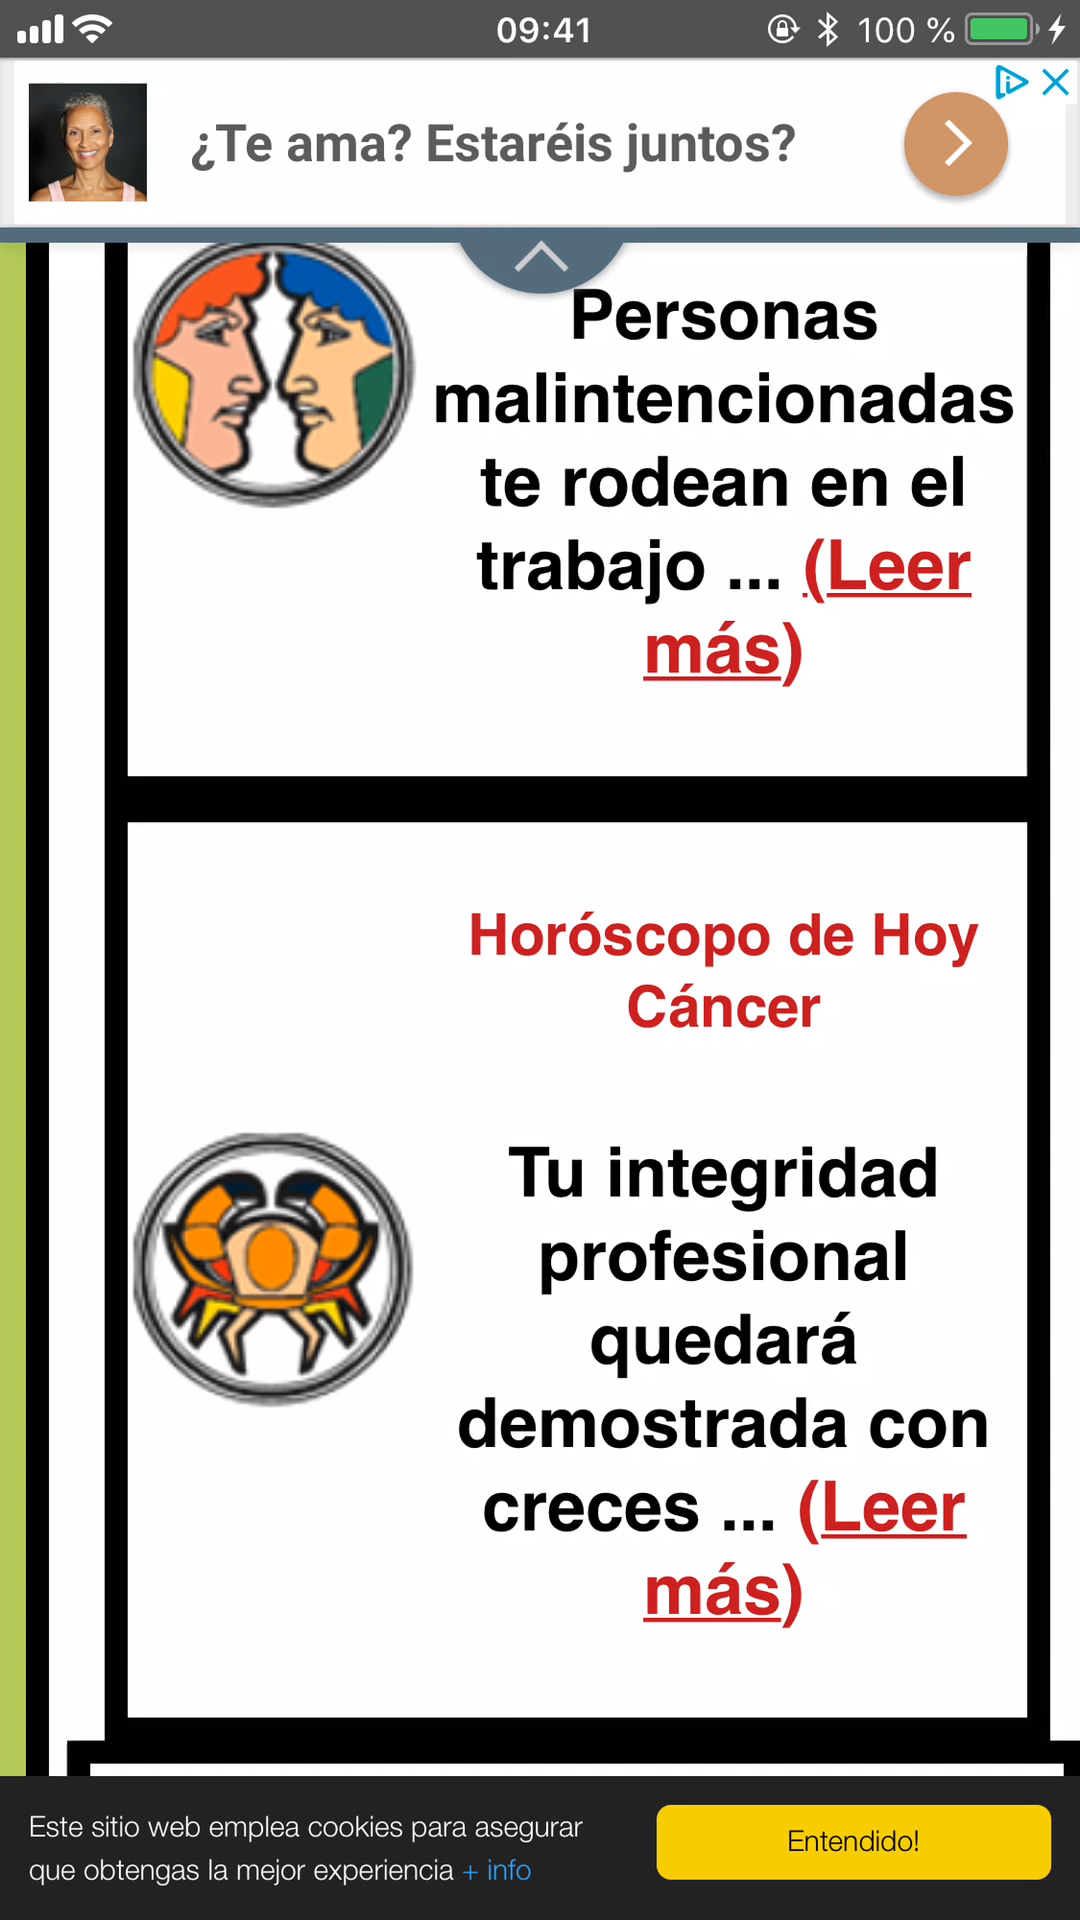 09:41
100 %
¿Te ama? Estaréis juntos?
Personas
malintencionadas
te rodean en el
trabajo ... (Leer
más)
Horóscopo de Hoy
Cáncer
Tu integridad
profesional
quedará
demostrada con
creces ... (Leer
más)
Este sitio web emplea cookies para asegurar
que obtengas la mejor experiencia + info
Entendido!